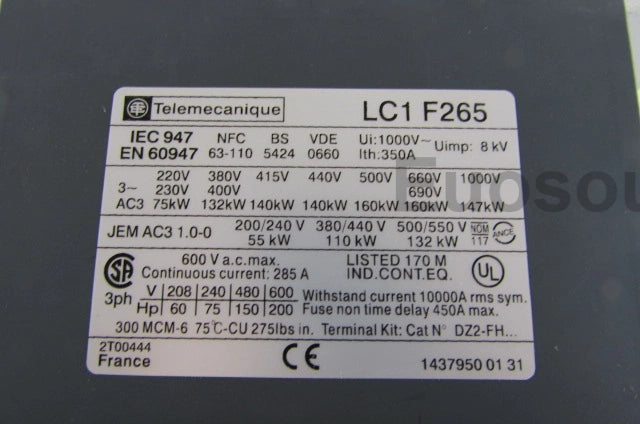 Telemecanique LC1 F265
IEC 947 NFC BS VDE Ui:1000V~ Uimp: 8 kV
EN 60947 63-110 5424 0660 Ith:350A
220V 380V 415V 440V 500V 660V 1000V
3~ 230V 400V 690V
AC3 75kW 132kW 140kW 140kW 160kW 160kW 147kW
JEM AC3 1.0-0 200/240 V 380/440 V 500/550 V NOM ANCE
55 kW 110 kW 132 kW 117
600 V a.c.max. LISTED 170 M
Continuous current: 285 A IND.CONT.EQ. UL
3ph V 208 240 480 600 Withstand current 10000A rms sym.
Hp 60 75 150 200 Fuse non time delay 450A max.
300 MCM-6 75°C-CU 275lbs in. Terminal Kit: Cat N° DZ2-FH...
2T00444
France CE 1437950 01 31
Euosou